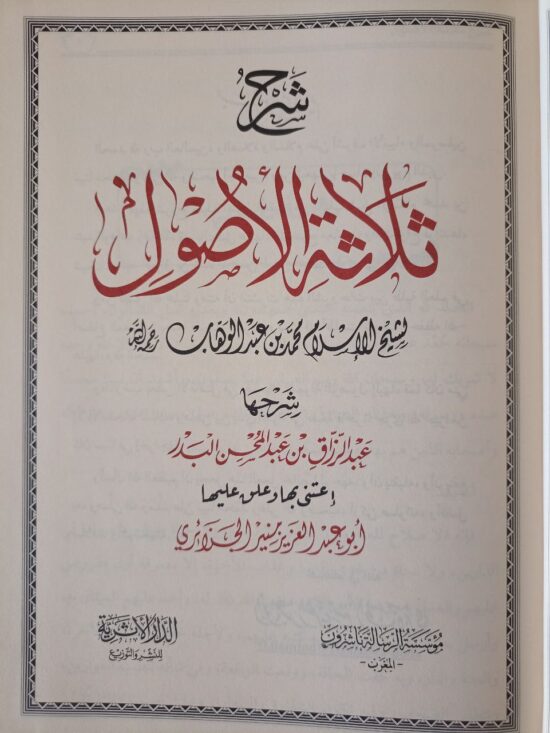 شرح
ثلاثة الأصول
لشيخ الإسلام محمد بن عبد الوهاب رحمه الله
شرحها
عبد الرزاق بن عبد المحسن البدر
اعتنى بها وعلق عليها
أبو عبد العزيز منير الجزائري
مؤسسة الرسالة ناشرون
- المغرب -
الدار الأثرية
للنشر والتوزيع